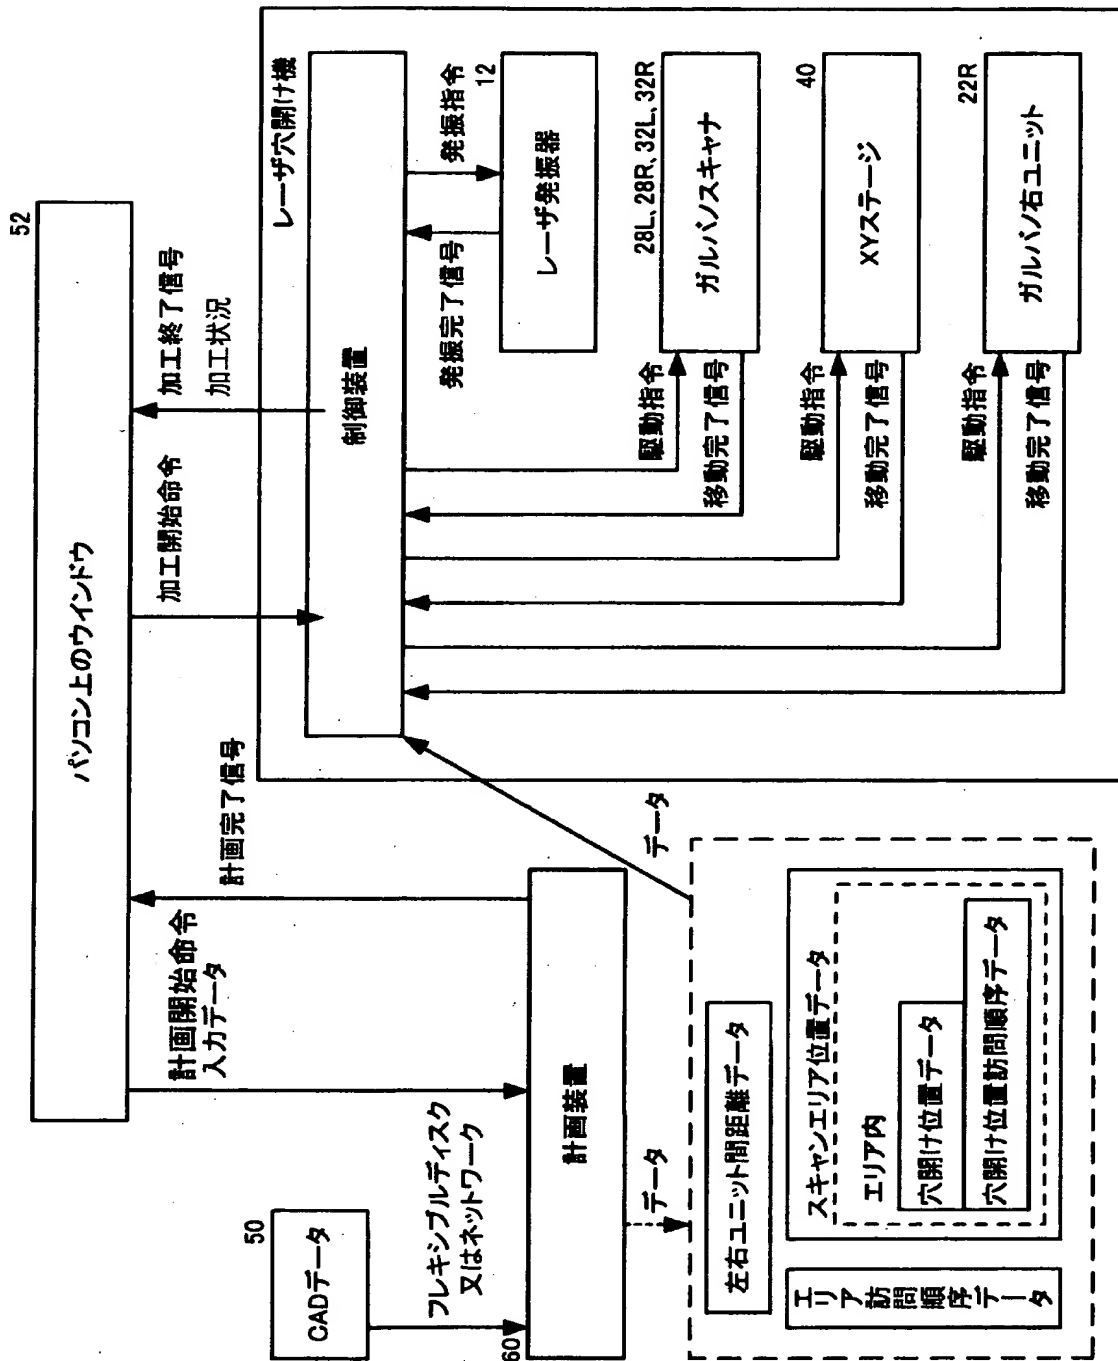 52
パソコン上のウインドウ
計画開始命令
入力データ
計画完了信号
加工開始命令
加工終了信号
加工状況
50
CADデータ
フレキシブルディスク
又はネットワーク
60
計画装置
データ
データ
左右ユニット間距離データ
スキャンエリア位置データ
エリア内
穴開け位置データ
穴開け位置訪問順序データ
エリア訪問順序データ
レーザ穴開け機
制御装置
発振指令
発振完了信号
12
レーザ発振器
駆動指令
移動完了信号
28L、28R、32L、32R
ガルバノスキャナ
駆動指令
移動完了信号
40
XYステージ
駆動指令
移動完了信号
22R
ガルバノ右ユニット